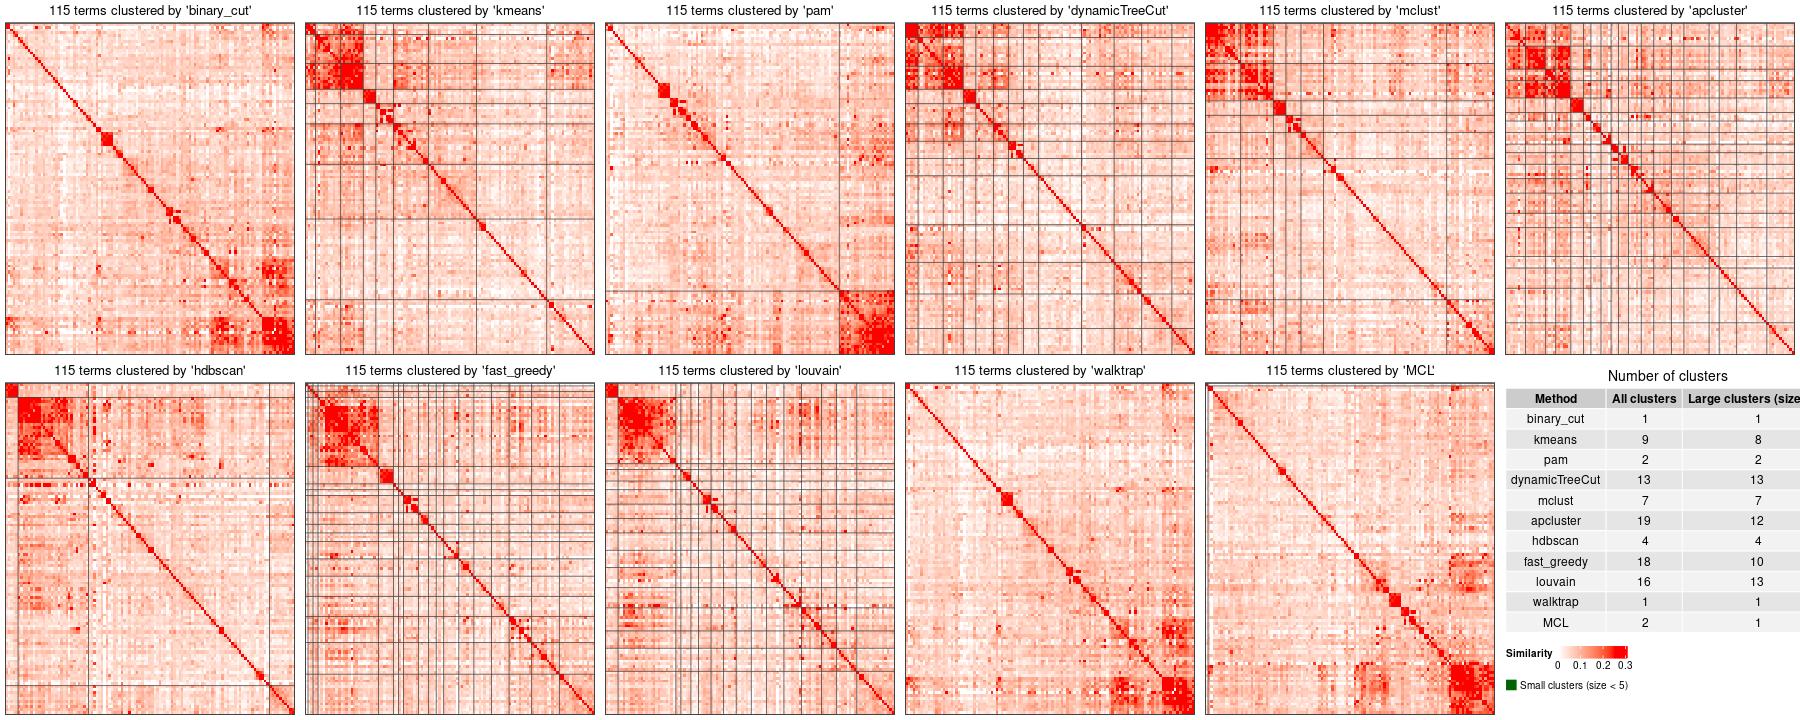 115 terms clustered by 'binary_cut'
115 terms clustered by 'kmeans'
115 terms clustered by 'pam'
115 terms clustered by 'dynamicTreeCut'
115 terms clustered by 'mclust'
115 terms clustered by 'apcluster'
115 terms clustered by 'hdbscan'
115 terms clustered by 'fast_greedy'
115 terms clustered by 'louvain'
115 terms clustered by 'walktrap'
115 terms clustered by 'MCL'
Number of clusters
Method All clusters Large clusters (size
binary_cut 1 1
kmeans 9 8
pam 2 2
dynamicTreeCut 13 13
mclust 7 7
apcluster 19 12
hdbscan 4 4
fast_greedy 18 10
louvain 16 13
walktrap 1 1
MCL 2 1
Similarity
0 0.1 0.2 0.3
Small clusters (size < 5)